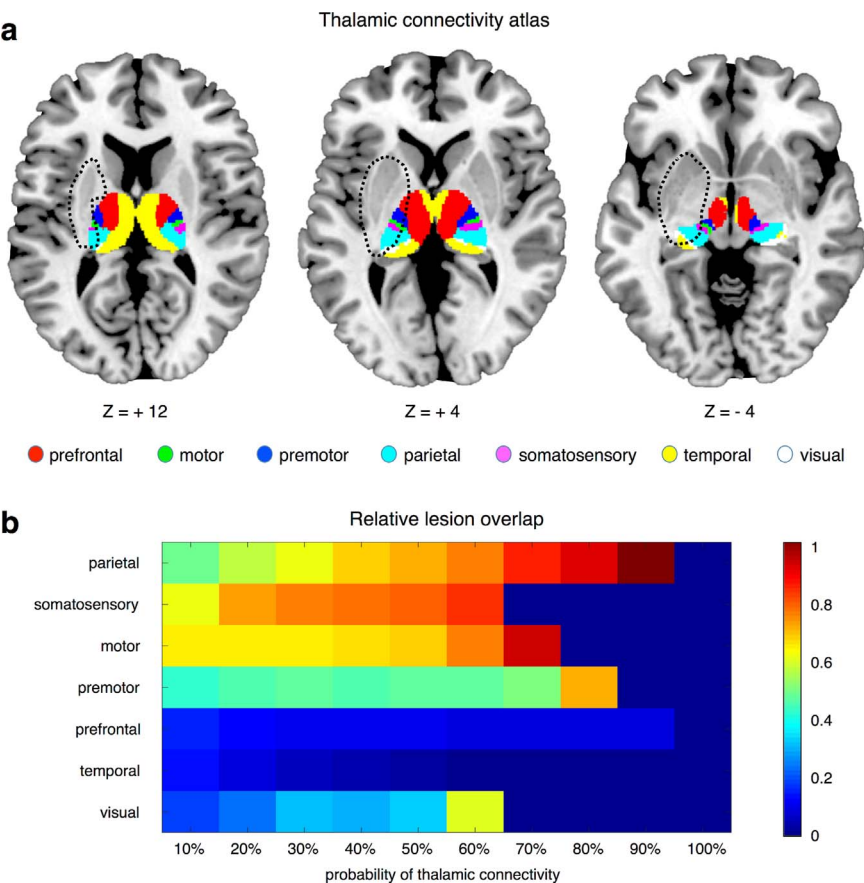 a
Thalamic connectivity atlas
Z = + 12
Z = + 4
Z = - 4
prefrontal
motor
premotor
parietal
somatosensory
temporal
visual
b
Relative lesion overlap
parietal
somatosensory
motor
premotor
prefrontal
temporal
visual
10% 20% 30% 40% 50% 60% 70% 80% 90% 100%
probability of thalamic connectivity
1
0.8
0.6
0.4
0.2
0